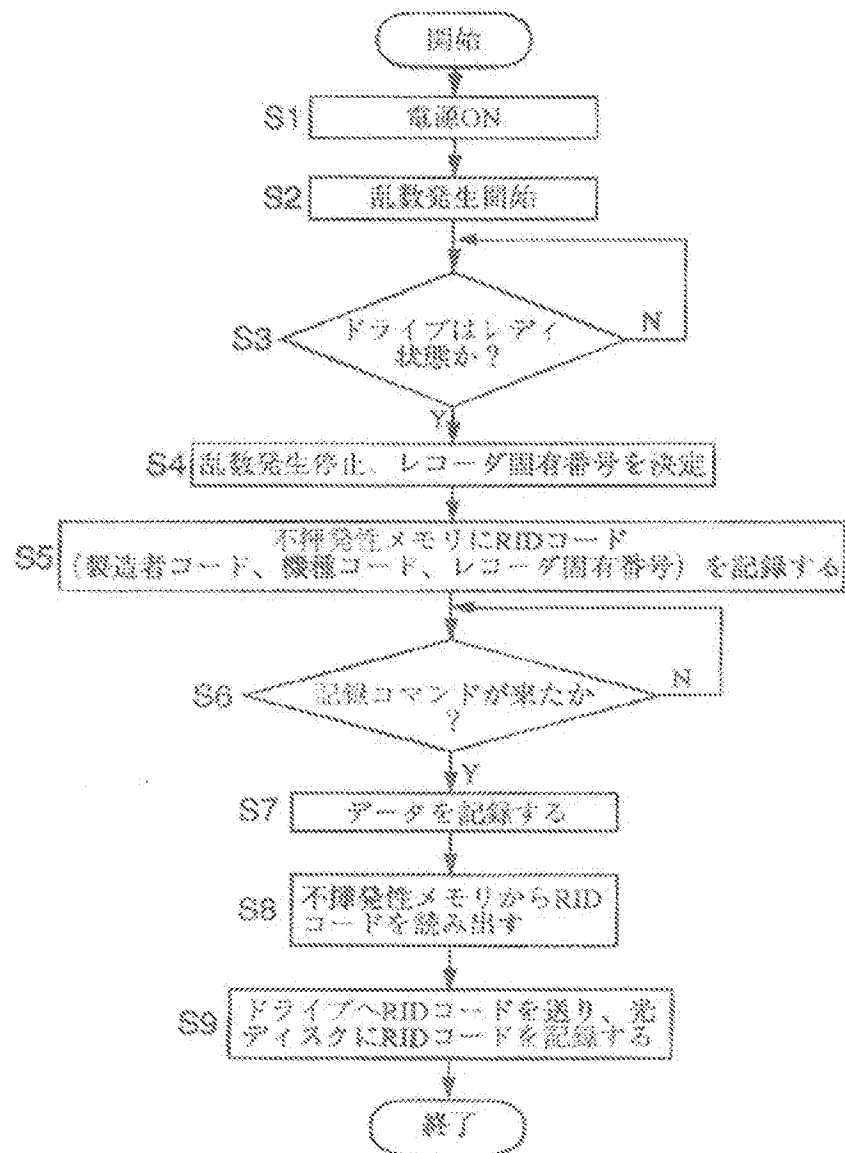 開始
S1
電源ON
S2
乱数発生開始
S3
ドライブはレディ
状態か?
N
Y
S4
乱数発生停止、レコーダ固有番号を決定
S5
不揮発性メモリにRIDコード
(製造者コード、機種コード、レコーダ固有番号)を記録する
S6
記録コマンドが来たか
?
N
Y
S7
データを記録する
S8
不揮発性メモリからRID
コードを読み出す
S9
ドライブへRIDコードを送り、光
ディスクにRIDコードを記録する
終了